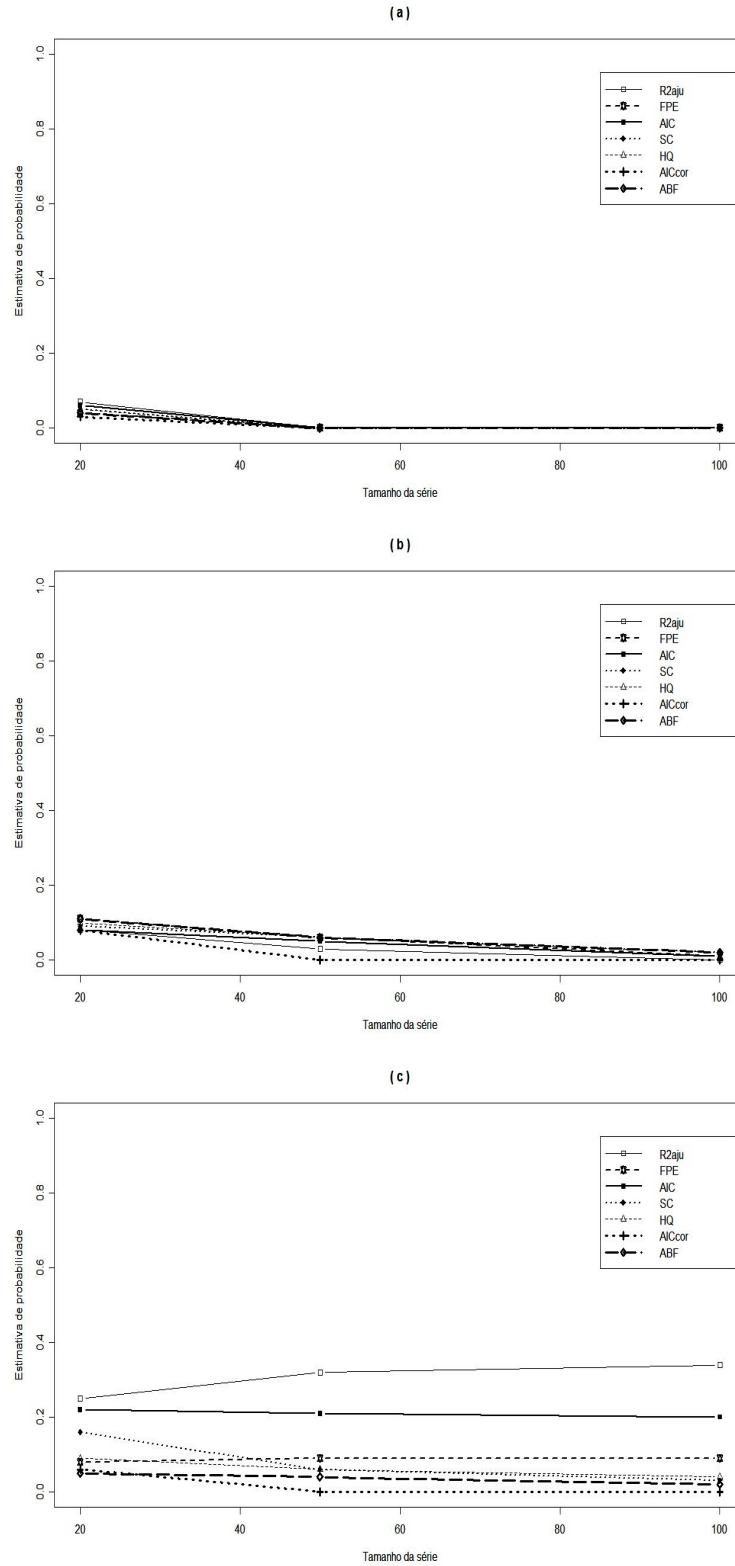 ( a )
Estimativa de probabilidade
1.0
0.8
0.6
0.4
0.2
0.0
R2aju
FPE
AIC
SC
HQ
AICcor
ABF
20
40
60
80
100
Tamanho da série
( b )
Estimativa de probabilidade
1.0
0.8
0.6
0.4
0.2
0.0
R2aju
FPE
AIC
SC
HQ
AICcor
ABF
20
40
60
80
100
Tamanho da série
( c )
Estimativa de probabilidade
1.0
0.8
0.6
0.4
0.2
0.0
R2aju
FPE
AIC
SC
HQ
AICcor
ABF
20
40
60
80
100
Tamanho da série